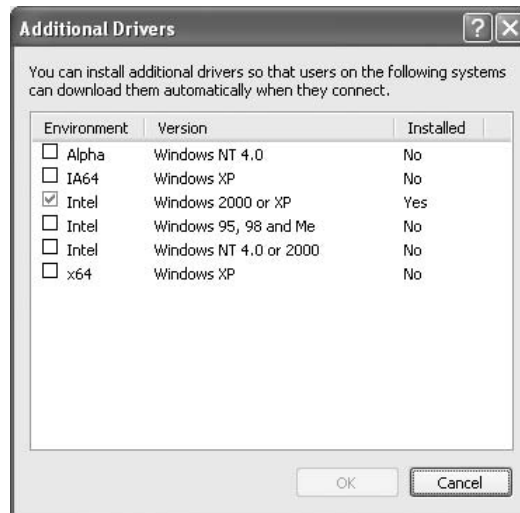 Additional Drivers
You can install additional drivers so that users on the following systems
can download them automatically when they connect.
Environment Version Installed
Alpha Windows NT 4.0 No
IA64 Windows XP No
Intel Windows 2000 or XP Yes
Intel Windows 95, 98 and Me No
Intel Windows NT 4.0 or 2000 No
x64 Windows XP No
OK Cancel